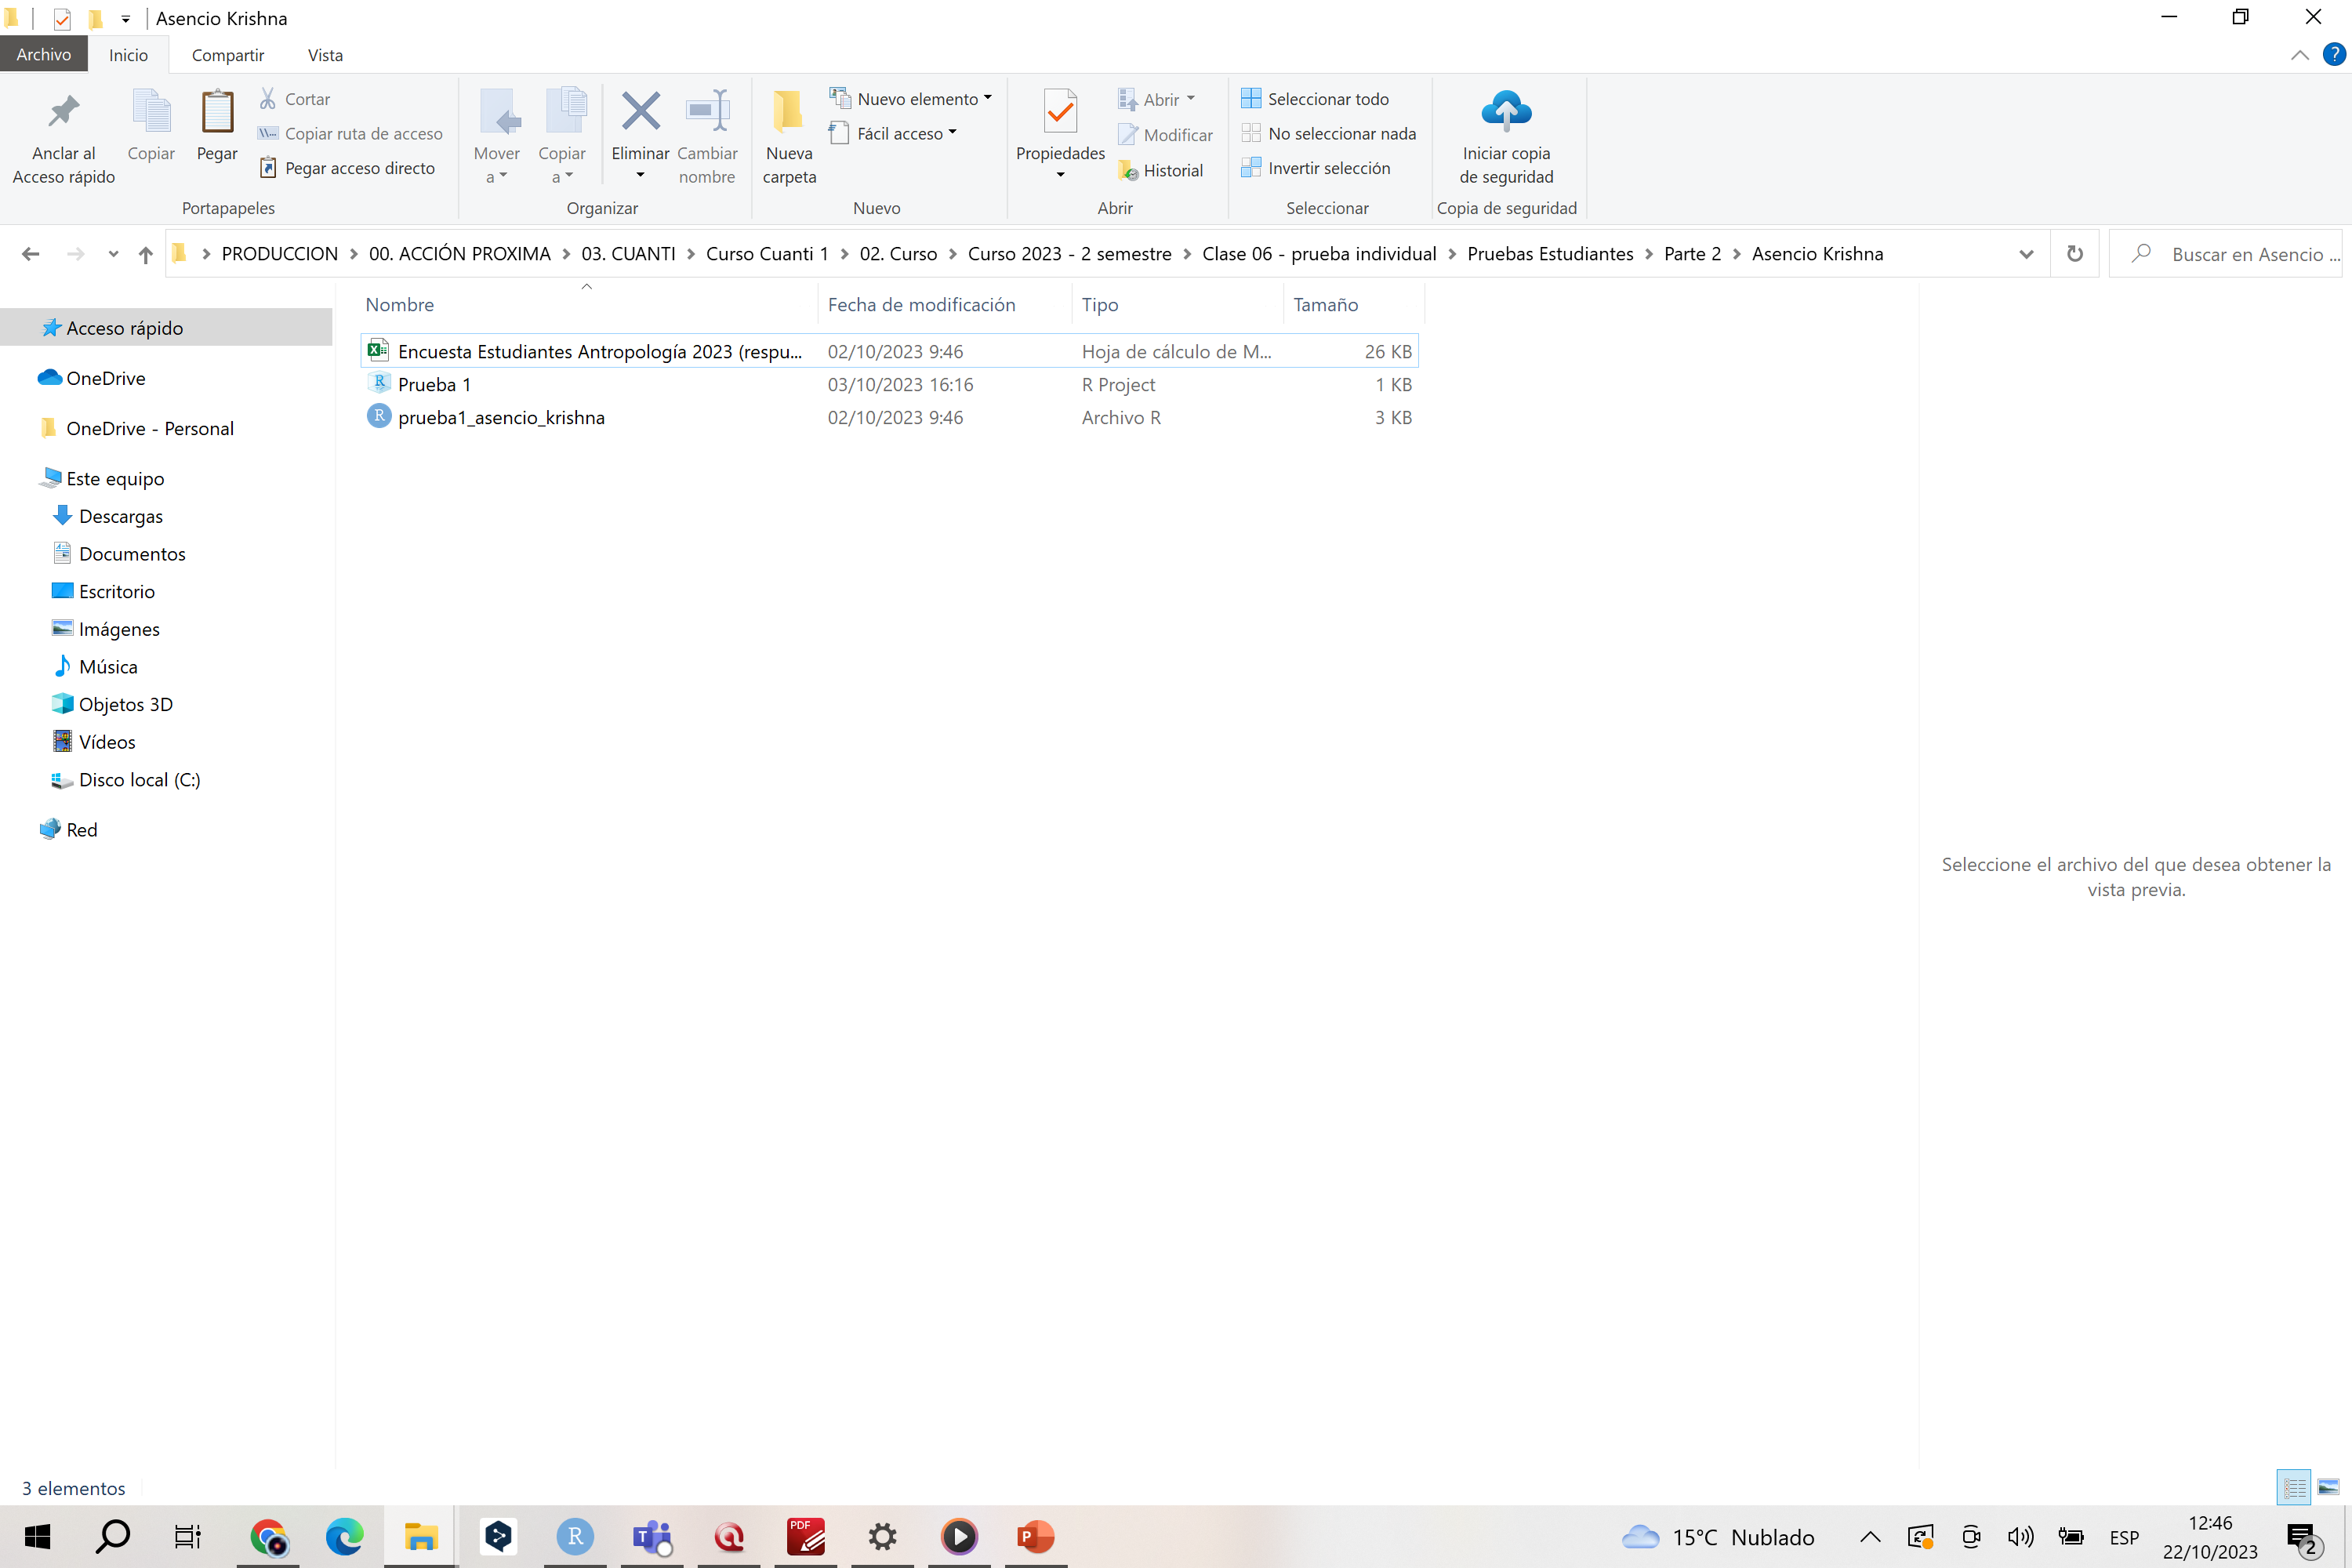 Asencio Krishna
Archivo Inicio Compartir Vista
Anclar al Acceso rápido
Copiar
Pegar
Cortar
Copiar ruta de acceso
Pegar acceso directo
Portapapeles
Mover a
Copiar a
Eliminar
Cambiar nombre
Organizar
Nueva carpeta
Nuevo elemento
Fácil acceso
Nuevo
Propiedades
Abrir
Modificar
Historial
Abrir
Seleccionar todo
No seleccionar nada
Invertir selección
Seleccionar
Iniciar copia de seguridad
Copia de seguridad
PRODUCCION > 00. ACCIÓN PROXIMA > 03. CUANTI > Curso Cuanti 1 > 02. Curso > Curso 2023 - 2 semestre > Clase 06 - prueba individual > Pruebas Estudiantes > Parte 2 > Asencio Krishna
Buscar en Asencio ...
Nombre Fecha de modificación Tipo Tamaño
Encuesta Estudiantes Antropología 2023 (respu... 02/10/2023 9:46 Hoja de cálculo de M... 26 KB
Prueba 1 03/10/2023 16:16 R Project 1 KB
prueba1_asencio_krishna 02/10/2023 9:46 Archivo R 3 KB
Acceso rápido
OneDrive
OneDrive - Personal
Este equipo
Descargas
Documentos
Escritorio
Imágenes
Música
Objetos 3D
Vídeos
Disco local (C:)
Red
Seleccione el archivo del que desea obtener la
vista previa.
3 elementos
15°C Nublado
ESP
12:46
22/10/2023
2